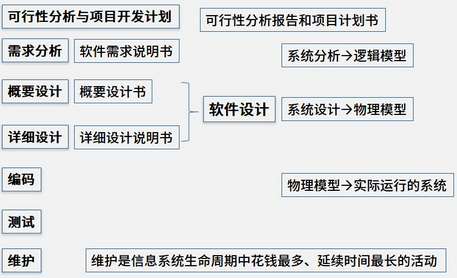 可行性分析与项目开发计划 可行性分析报告和项目计划书
需求分析 软件需求说明书 系统分析→逻辑模型
概要设计 概要设计书
软件设计 系统设计→物理模型
详细设计 详细设计说明书
编码 物理模型→实际运行的系统
测试
维护 维护是信息系统生命周期中花钱最多、延续时间最长的活动